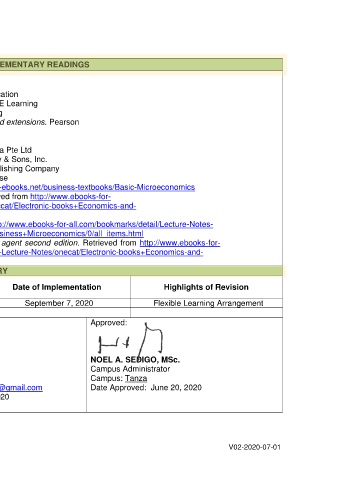 EMENTARY READINGS
ation
E Learning
g
d extensions. Pearson
a Pte Ltd
y & Sons, Inc.
lishing Company
se
-ebooks.net/business-textbooks/Basic-Microeconomics
ved from http://www.ebooks-for-
ecat/Electronic-books+Economics-and-
p://www.ebooks-for-all.com/bookmarks/detail/Lecture-Notes-
siness+Microeconomics/0/all_items.html
agent second edition. Retrieved from http://www.ebooks-for-
-Lecture-Notes/onecat/Electronic-books+Economics-and-
RY
Date of Implementation Highlights of Revision
September 7, 2020 Flexible Learning Arrangement
Approved:
NOEL A. SEDIGO, MSc.
Campus Administrator
Campus: Tanza
@gmail.com Date Approved: June 20, 2020
020
V02-2020-07-01